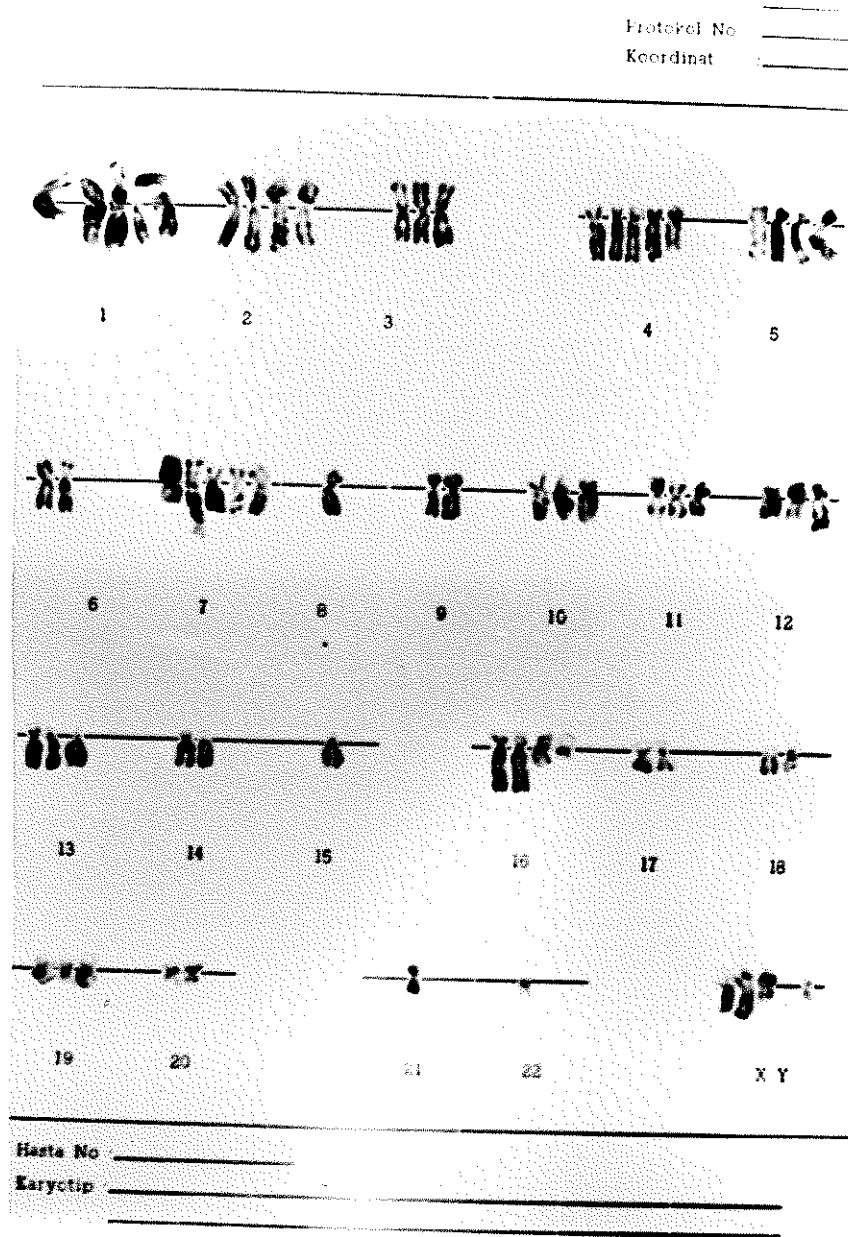 Protokol No
Koordinat :
1 2 3 4 5
6 7 8 9 10 11 12
13 14 15 16 17 18
19 20 21 22 X Y
Hasta No
Karyotip